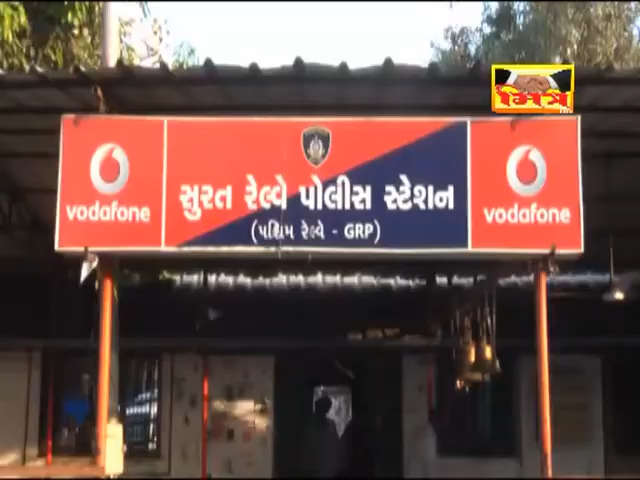 મિત્ર
સુરત રેલ્વે પોલીસ સ્ટેશન
(પશ્ચિમ રેલ્વે - GRP)
vodafone
vodafone